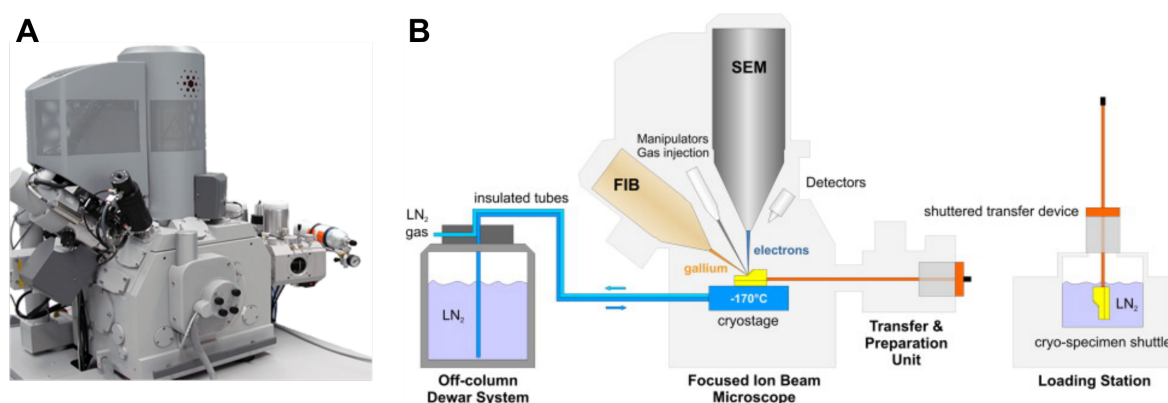 A
B
SEM
Manipulators
Gas injection
FIB
Detectors
insulated tubes
LN2
gas
shuttered transfer device
electrons
gallium
LN2
-170°C
cryostage
LN2
cryo-specimen shuttle
Transfer &
Preparation
Unit
Off-column
Dewar System
Focused Ion Beam
Microscope
Loading Station